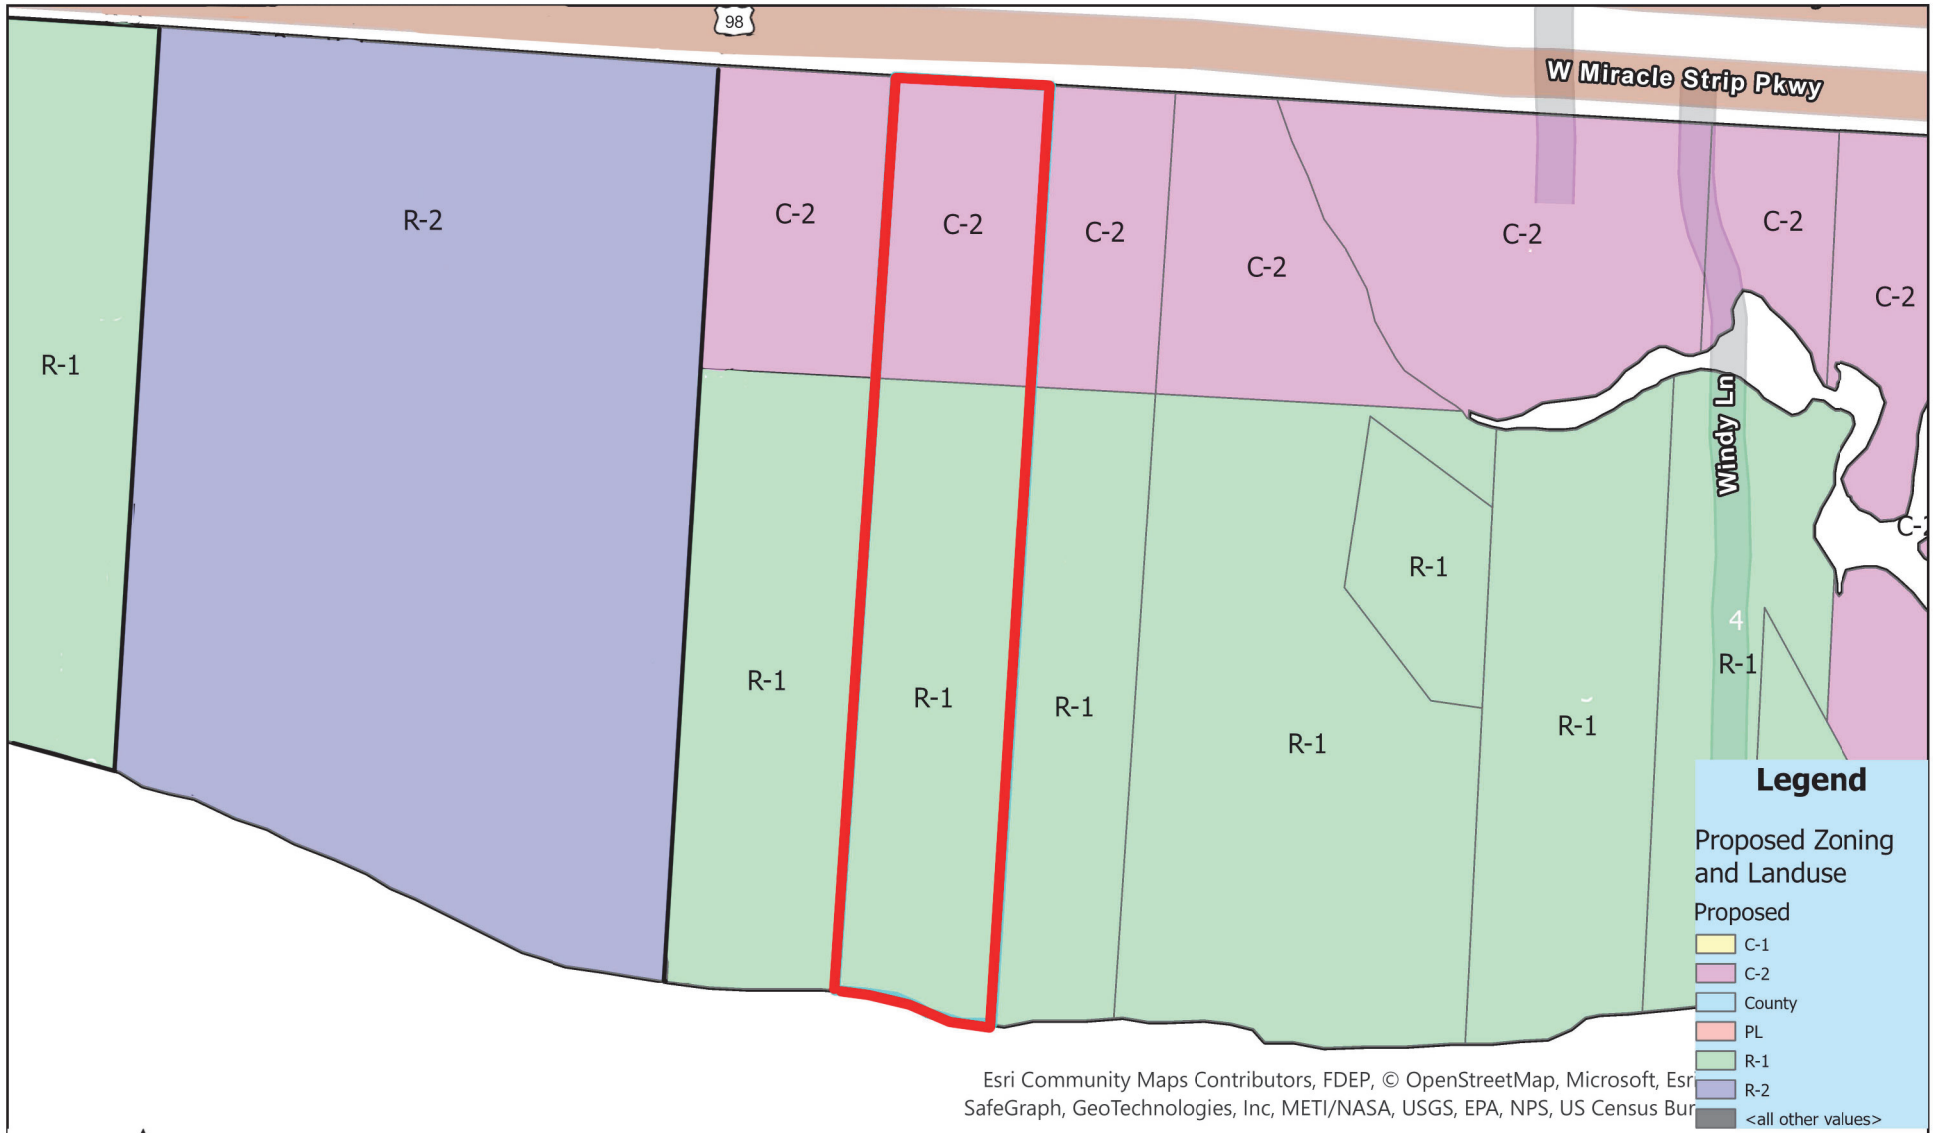 98
W Miracle Strip Pkwy
R-2
C-2
C-2
C-2
C-2
C-2
C-2
C-2
R-1
Windy Ln
C-2
R-1
4
R-1
R-1
R-1
R-1
R-1
R-1
Legend
Proposed Zoning
and Landuse
Proposed
C-1
C-2
County
PL
R-1
R-2
<all other values>
Esri Community Maps Contributors, FDEP, © OpenStreetMap, Microsoft, Esri
SafeGraph, GeoTechnologies, Inc, METI/NASA, USGS, EPA, NPS, US Census Bur